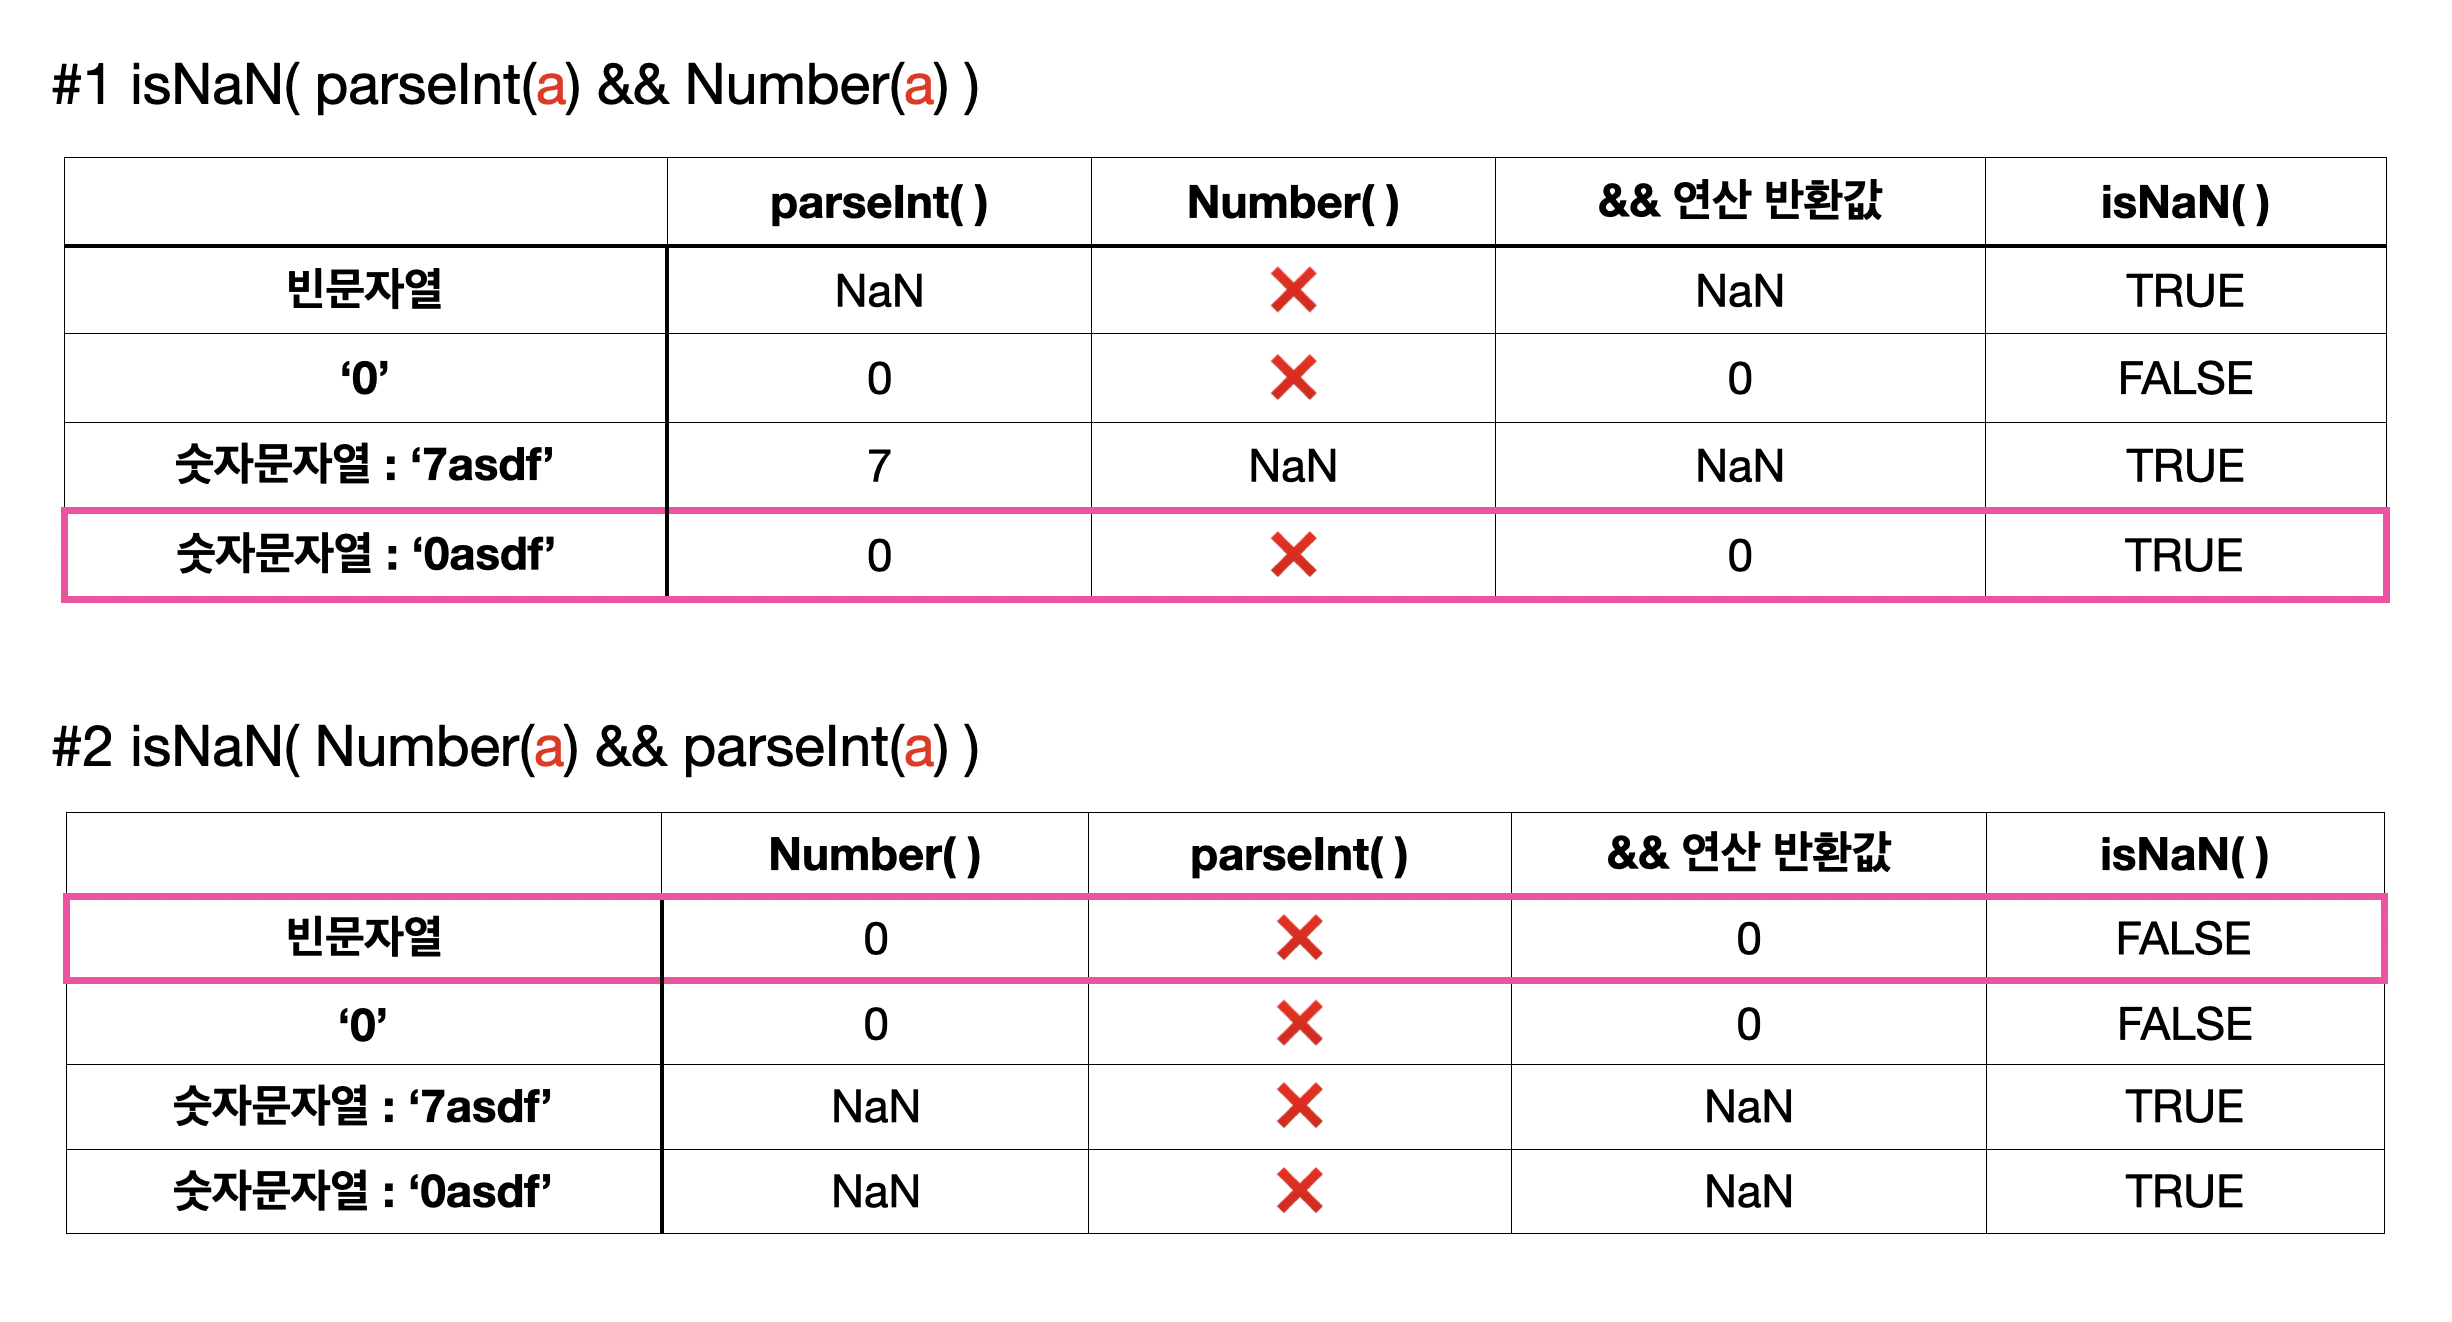 #1 isNaN( parseInt(a) && Number(a) )
parseInt( ) Number( ) && 연산 반환값 isNaN( )
빈문자열 NaN ❌ NaN TRUE
‘0’ 0 ❌ 0 FALSE
숫자문자열 : ‘7asdf’ 7 NaN NaN TRUE
숫자문자열 : ‘0asdf’ 0 ❌ 0 TRUE
#2 isNaN( Number(a) && parseInt(a) )
Number( ) parseInt( ) && 연산 반환값 isNaN( )
빈문자열 0 ❌ 0 FALSE
‘0’ 0 ❌ 0 FALSE
숫자문자열 : ‘7asdf’ NaN ❌ NaN TRUE
숫자문자열 : ‘0asdf’ NaN ❌ NaN TRUE